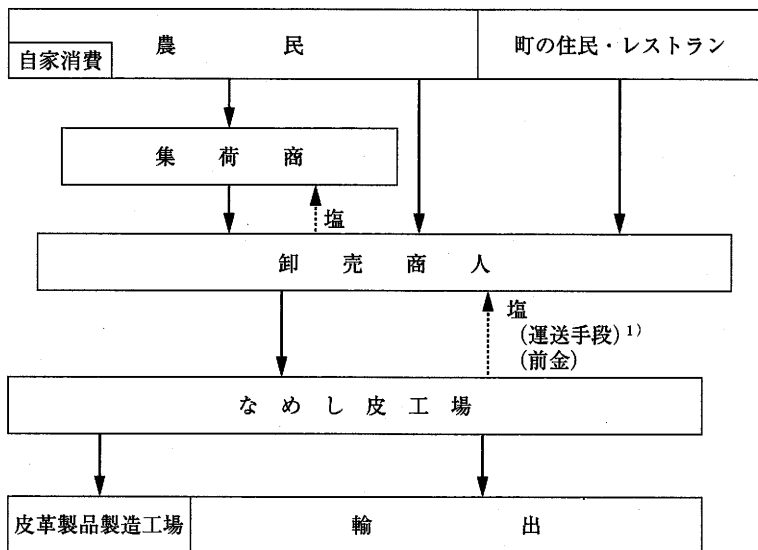 農民
町の住民・レストラン
自家消費
集荷商
塩
卸売商人
塩
(運送手段)1)
(前金)
なめし皮工場
皮革製品製造工場
輸出